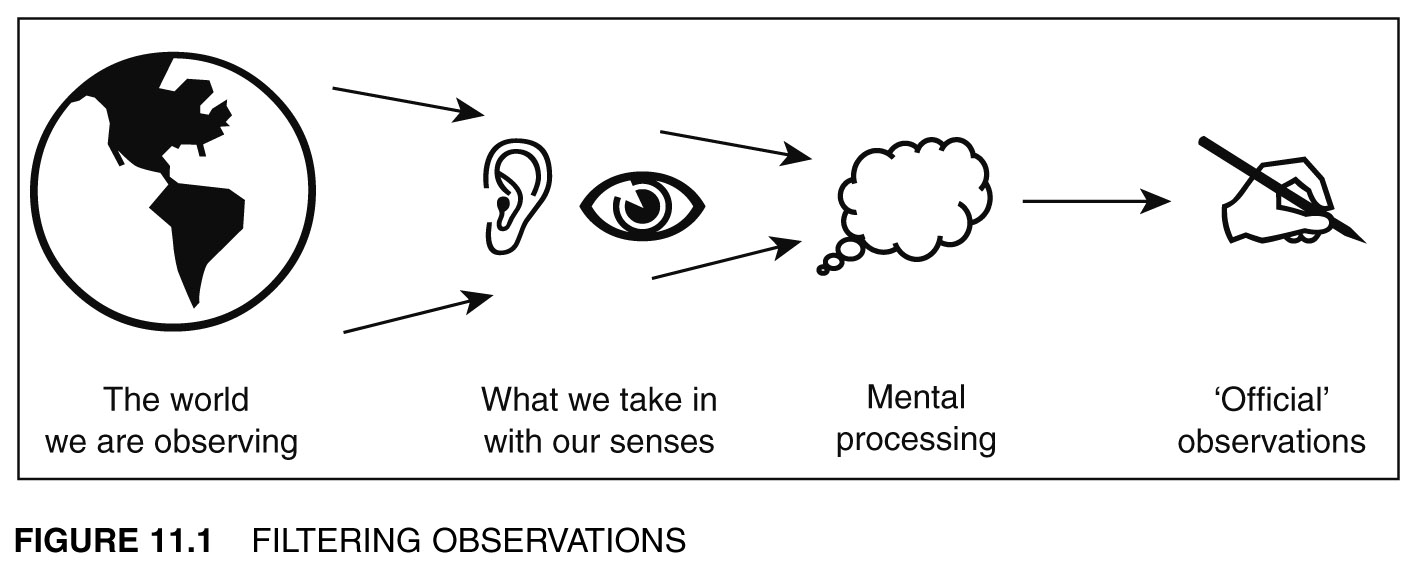 The world
we are observing
What we take in
with our senses
Mental
processing
‘Official’
observations
FIGURE 11.1 FILTERING OBSERVATIONS